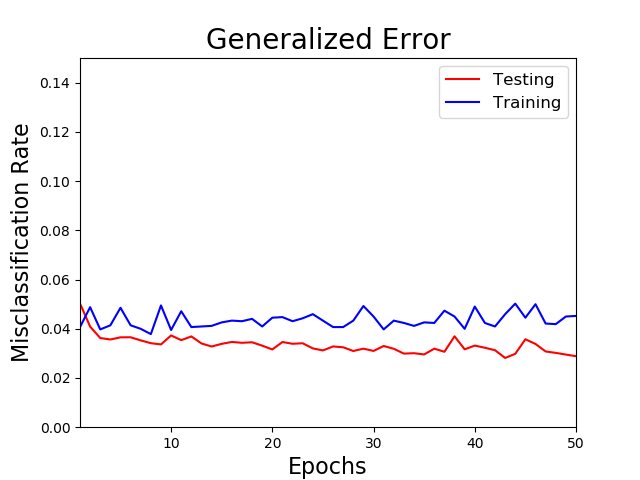 Generalized Error
Testing
Training
Misclassification Rate
0.14
0.12
0.10
0.08
0.06
0.04
0.02
0.00
10 20 30 40 50
Epochs